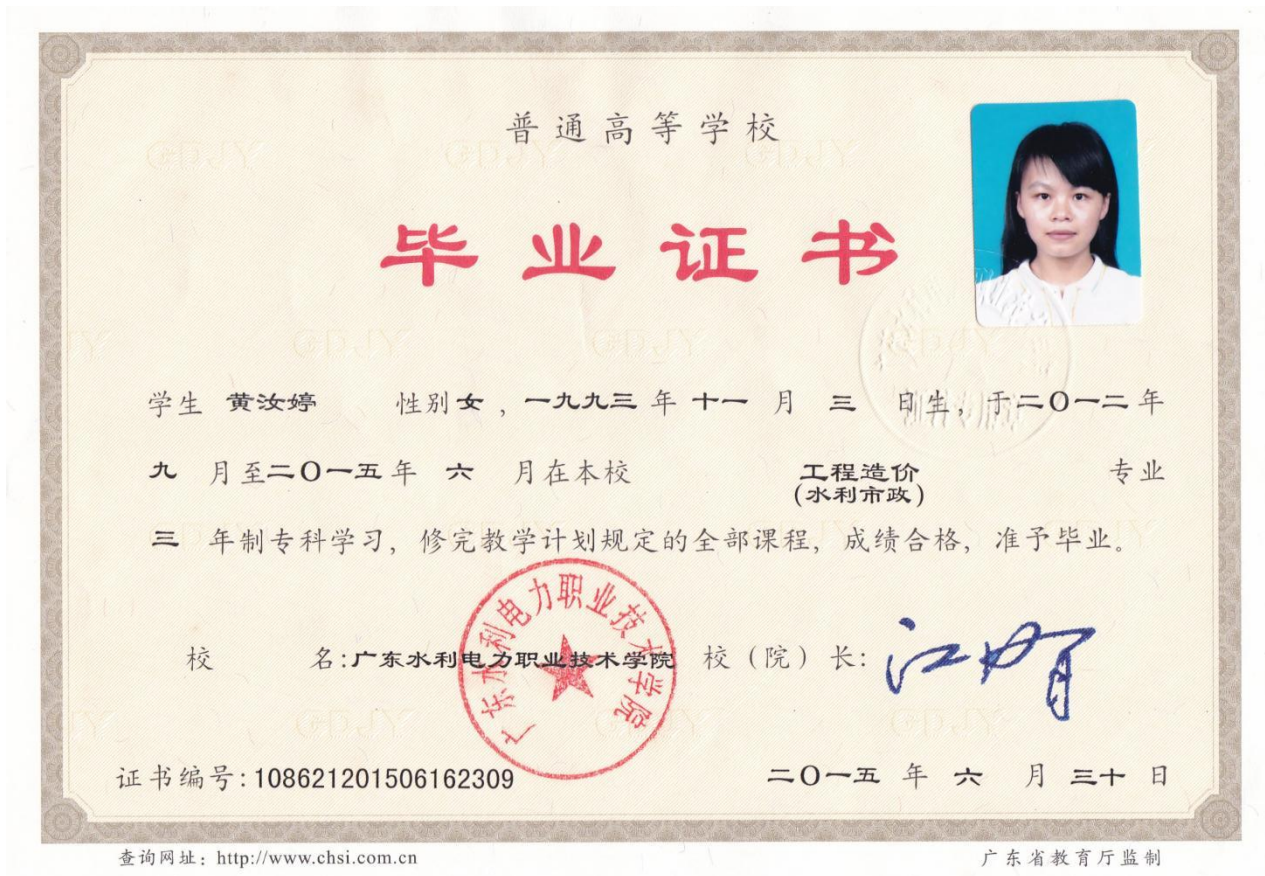 普通高等学校
毕业证书
学生 黄汝婷 性别女，一九九三年十一月三日生，于二〇一二年
九月至二〇一五年六月在本校 工程造价 专业
(水利市政)
三年制专科学习，修完教学计划规定的全部课程，成绩合格，准予毕业。
广东水利电力职业技术学院
校 名:广东水利电力职业技术学院 校（院）长:
证书编号:108621201506162309 二〇一五年六月三十日
查询网址：http://www.chsi.com.cn 广东省教育厅监制
GDJY